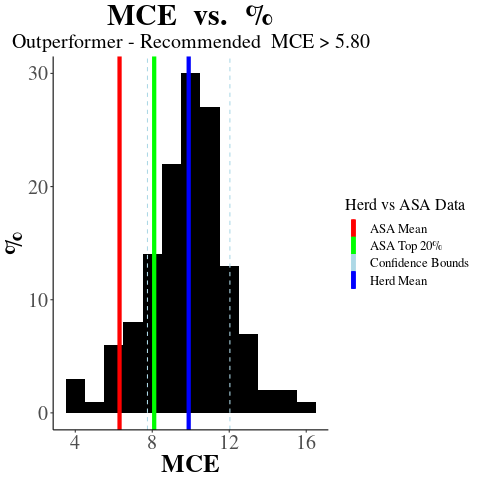 MCE vs. %
Outperformer - Recommended MCE > 5.80
30
20
10
0
%
4 8 12 16
MCE
Herd vs ASA Data
ASA Mean
ASA Top 20%
Confidence Bounds
Herd Mean